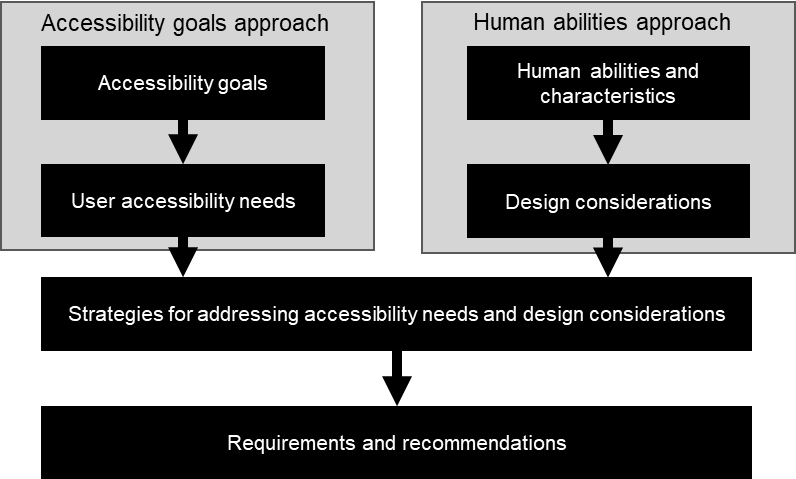 Accessibility goals approach
Accessibility goals
User accessibility needs
Human abilities approach
Human abilities and
characteristics
Design considerations
Strategies for addressing accessibility needs and design considerations
Requirements and recommendations